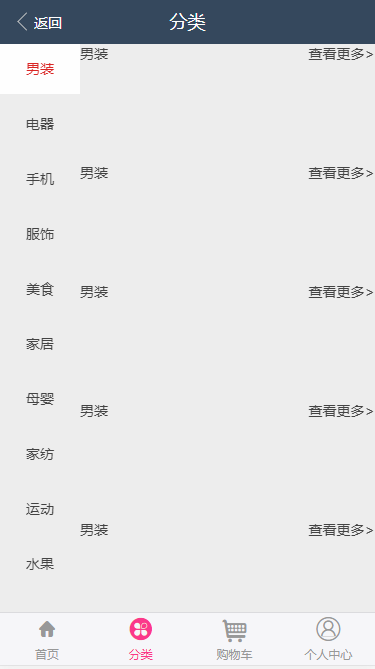 返回 分类
男装
电器
手机
服饰
美食
家居
母婴
家纺
运动
水果
男装 查看更多>
男装 查看更多>
男装 查看更多>
男装 查看更多>
男装 查看更多>
首页 分类 购物车 个人中心